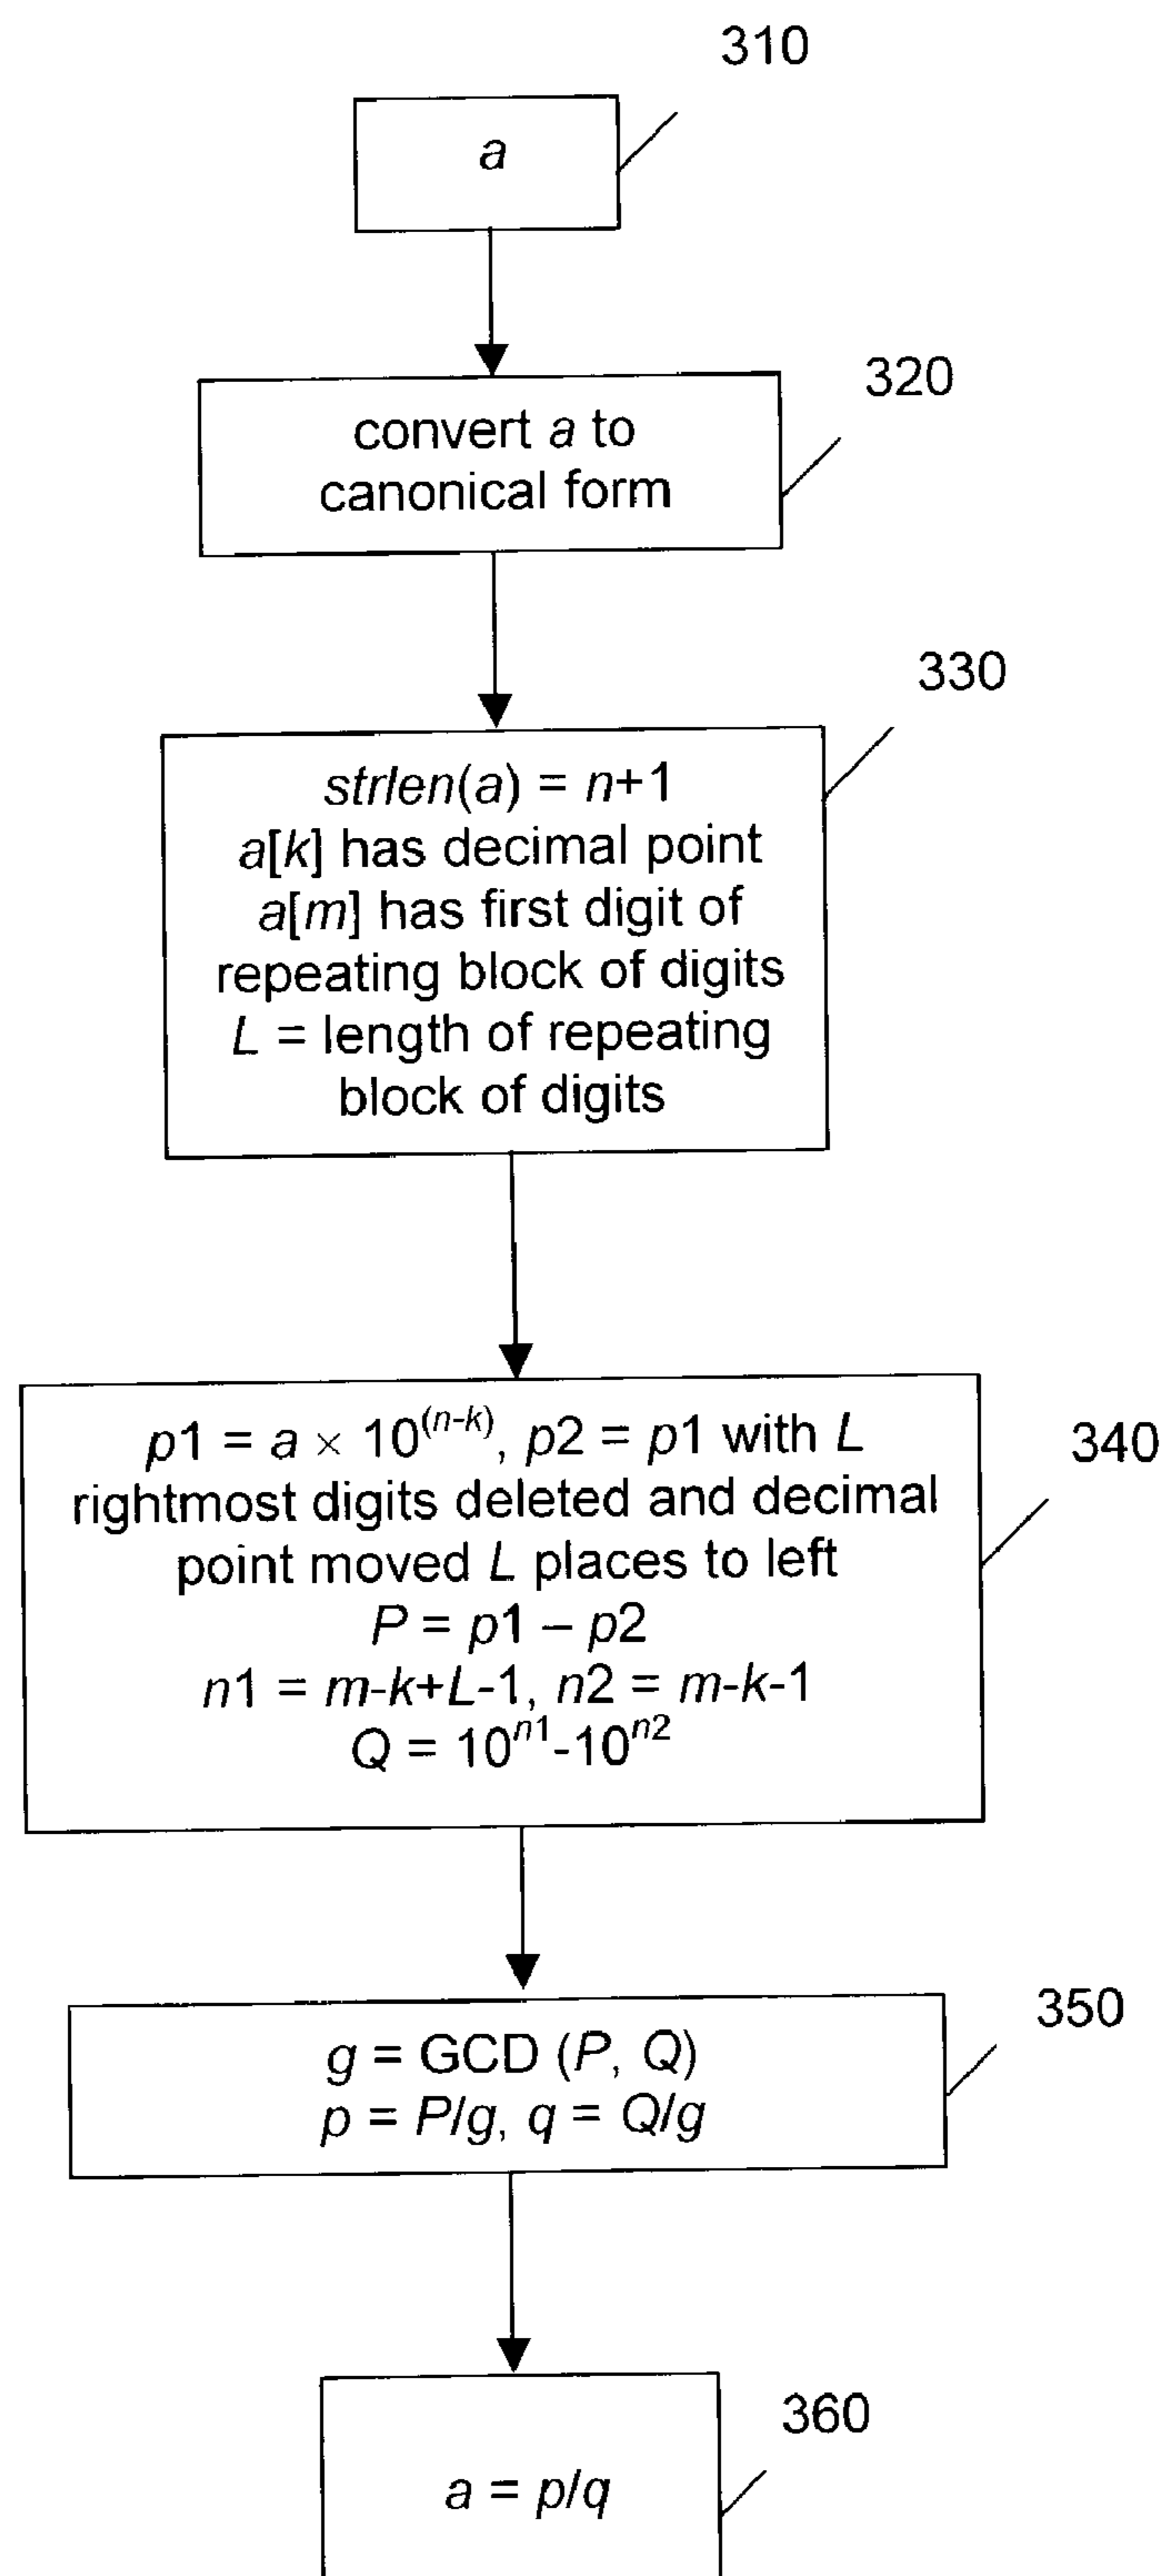 310
a
320
convert a to
canonical form
330
strlen(a) = n+1
a[k] has decimal point
a[m] has first digit of
repeating block of digits
L = length of repeating
block of digits
340
p1 = a × 10^(n-k), p2 = p1 with L
rightmost digits deleted and decimal
point moved L places to left
P = p1 – p2
n1 = m-k+L-1, n2 = m-k-1
Q = 10^n1-10^n2
350
g = GCD (P, Q)
p = P/g, q = Q/g
360
a = p/q